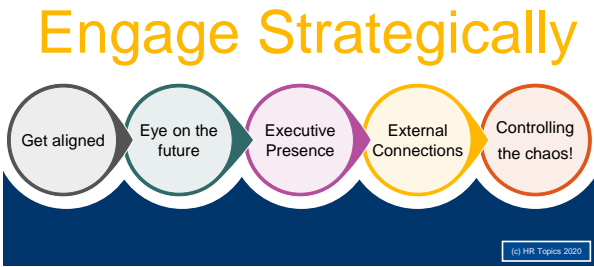 Engage Strategically
Get aligned
Eye on the
future
Executive
Presence
External
Connections
Controlling
the chaos!
(c) HR Topics 2020